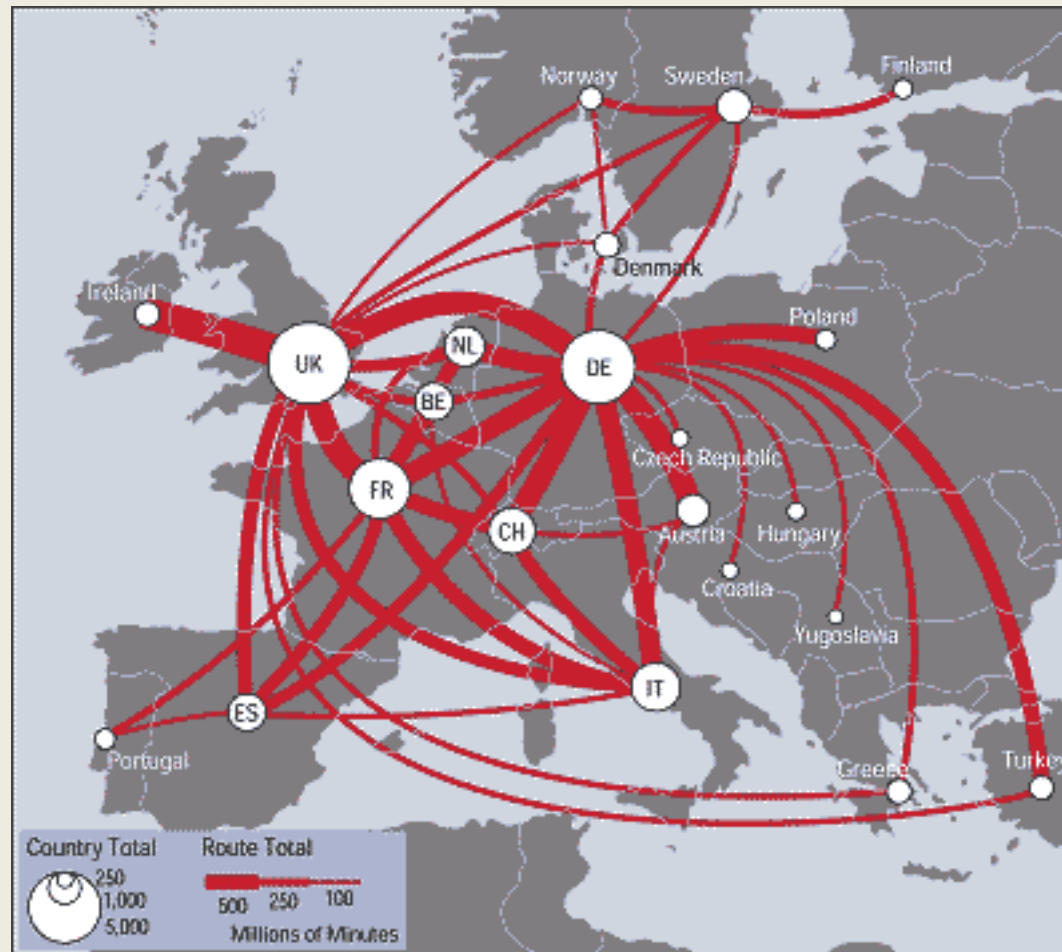 Norway
Sweden
Finland
Denmark
Ireland
UK
NL
DE
Poland
BE
Czech Republic
FR
CH
Austria
Hungary
Croatia
Yugoslavia
IT
ES
Portugal
Greece
Turkey
Country Total
250
1,000
5,000
Route Total
500 250 100
Millions of Minutes